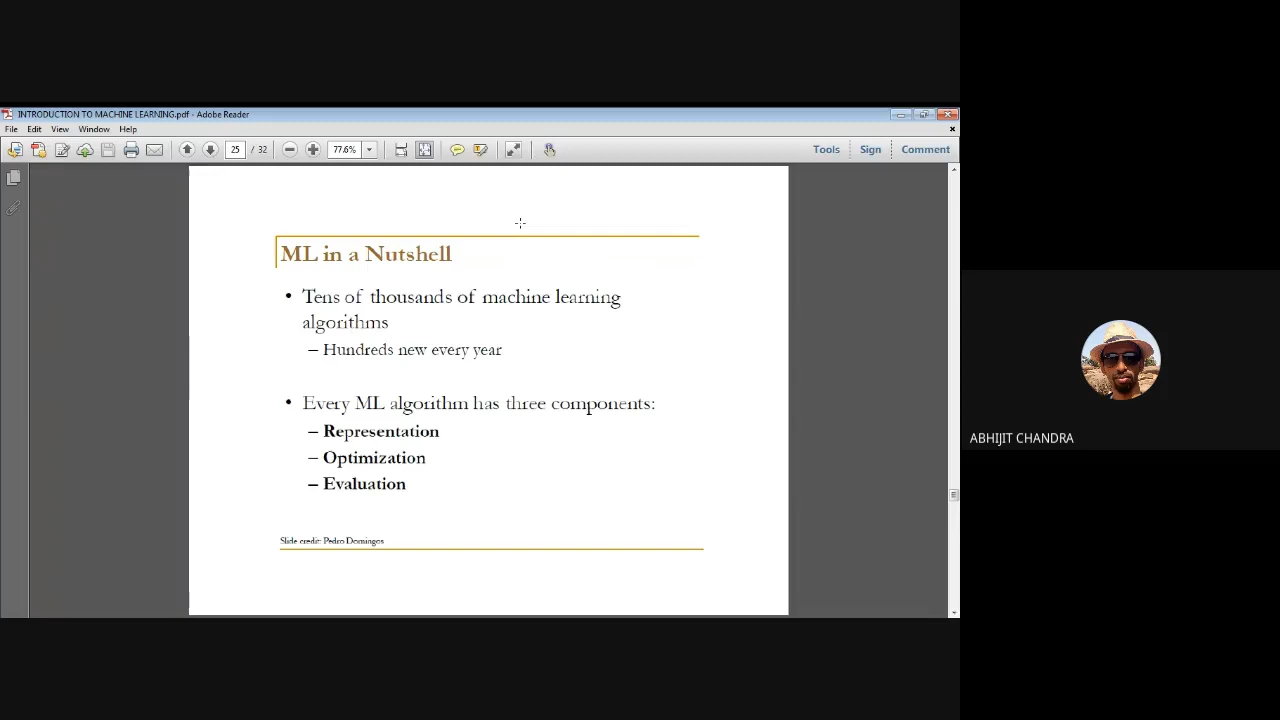 INTRODUCTION TO MACHINE LEARNING.pdf - Adobe Reader
File Edit View Window Help
25 / 32 77.6% Tools Sign Comment
ML in a Nutshell
• Tens of thousands of machine learning
algorithms
– Hundreds new every year
• Every ML algorithm has three components:
– Representation
– Optimization
– Evaluation
Slide credit: Pedro Domingos
ABHIJIT CHANDRA